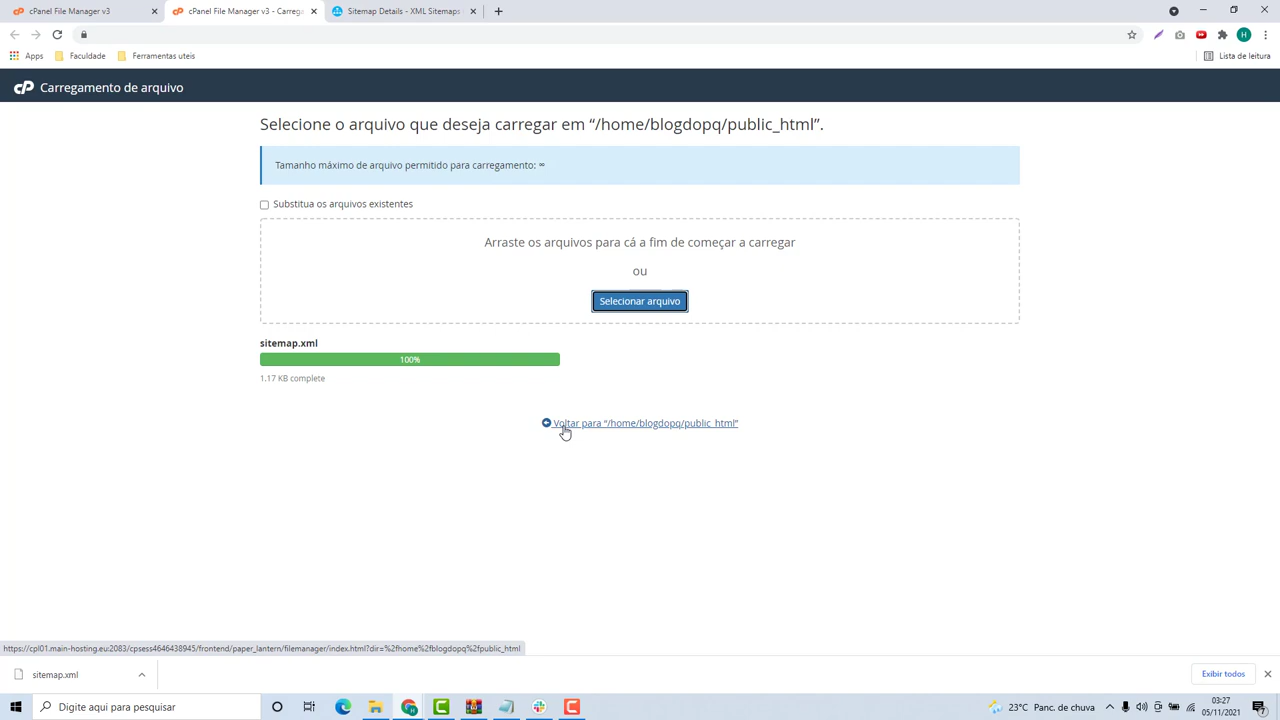 cPanel File Manager v3
cPanel File Manager v3 - Carrega
Sitemap Details - XML Sitemaps
Apps
Faculdade
Ferramentas uteis
Lista de leitura
cP Carregamento de arquivo
Selecione o arquivo que deseja carregar em “/home/blogdopq/public_html”.
Tamanho máximo de arquivo permitido para carregamento: ∞
Substitua os arquivos existentes
Arraste os arquivos para cá a fim de começar a carregar
ou
Selecionar arquivo
sitemap.xml
100%
1.17 KB complete
Voltar para “/home/blogdopq/public_html”
https://cpl01.main-hosting.eu:2083/cpsess4646438945/frontend/paper_lantern/filemanager/index.html?dir=%2fhome%2fblogdopq%2fpublic_html
sitemap.xml
Exibir todos
Digite aqui para pesquisar
23°C Panc. de chuva
03:27
05/11/2021